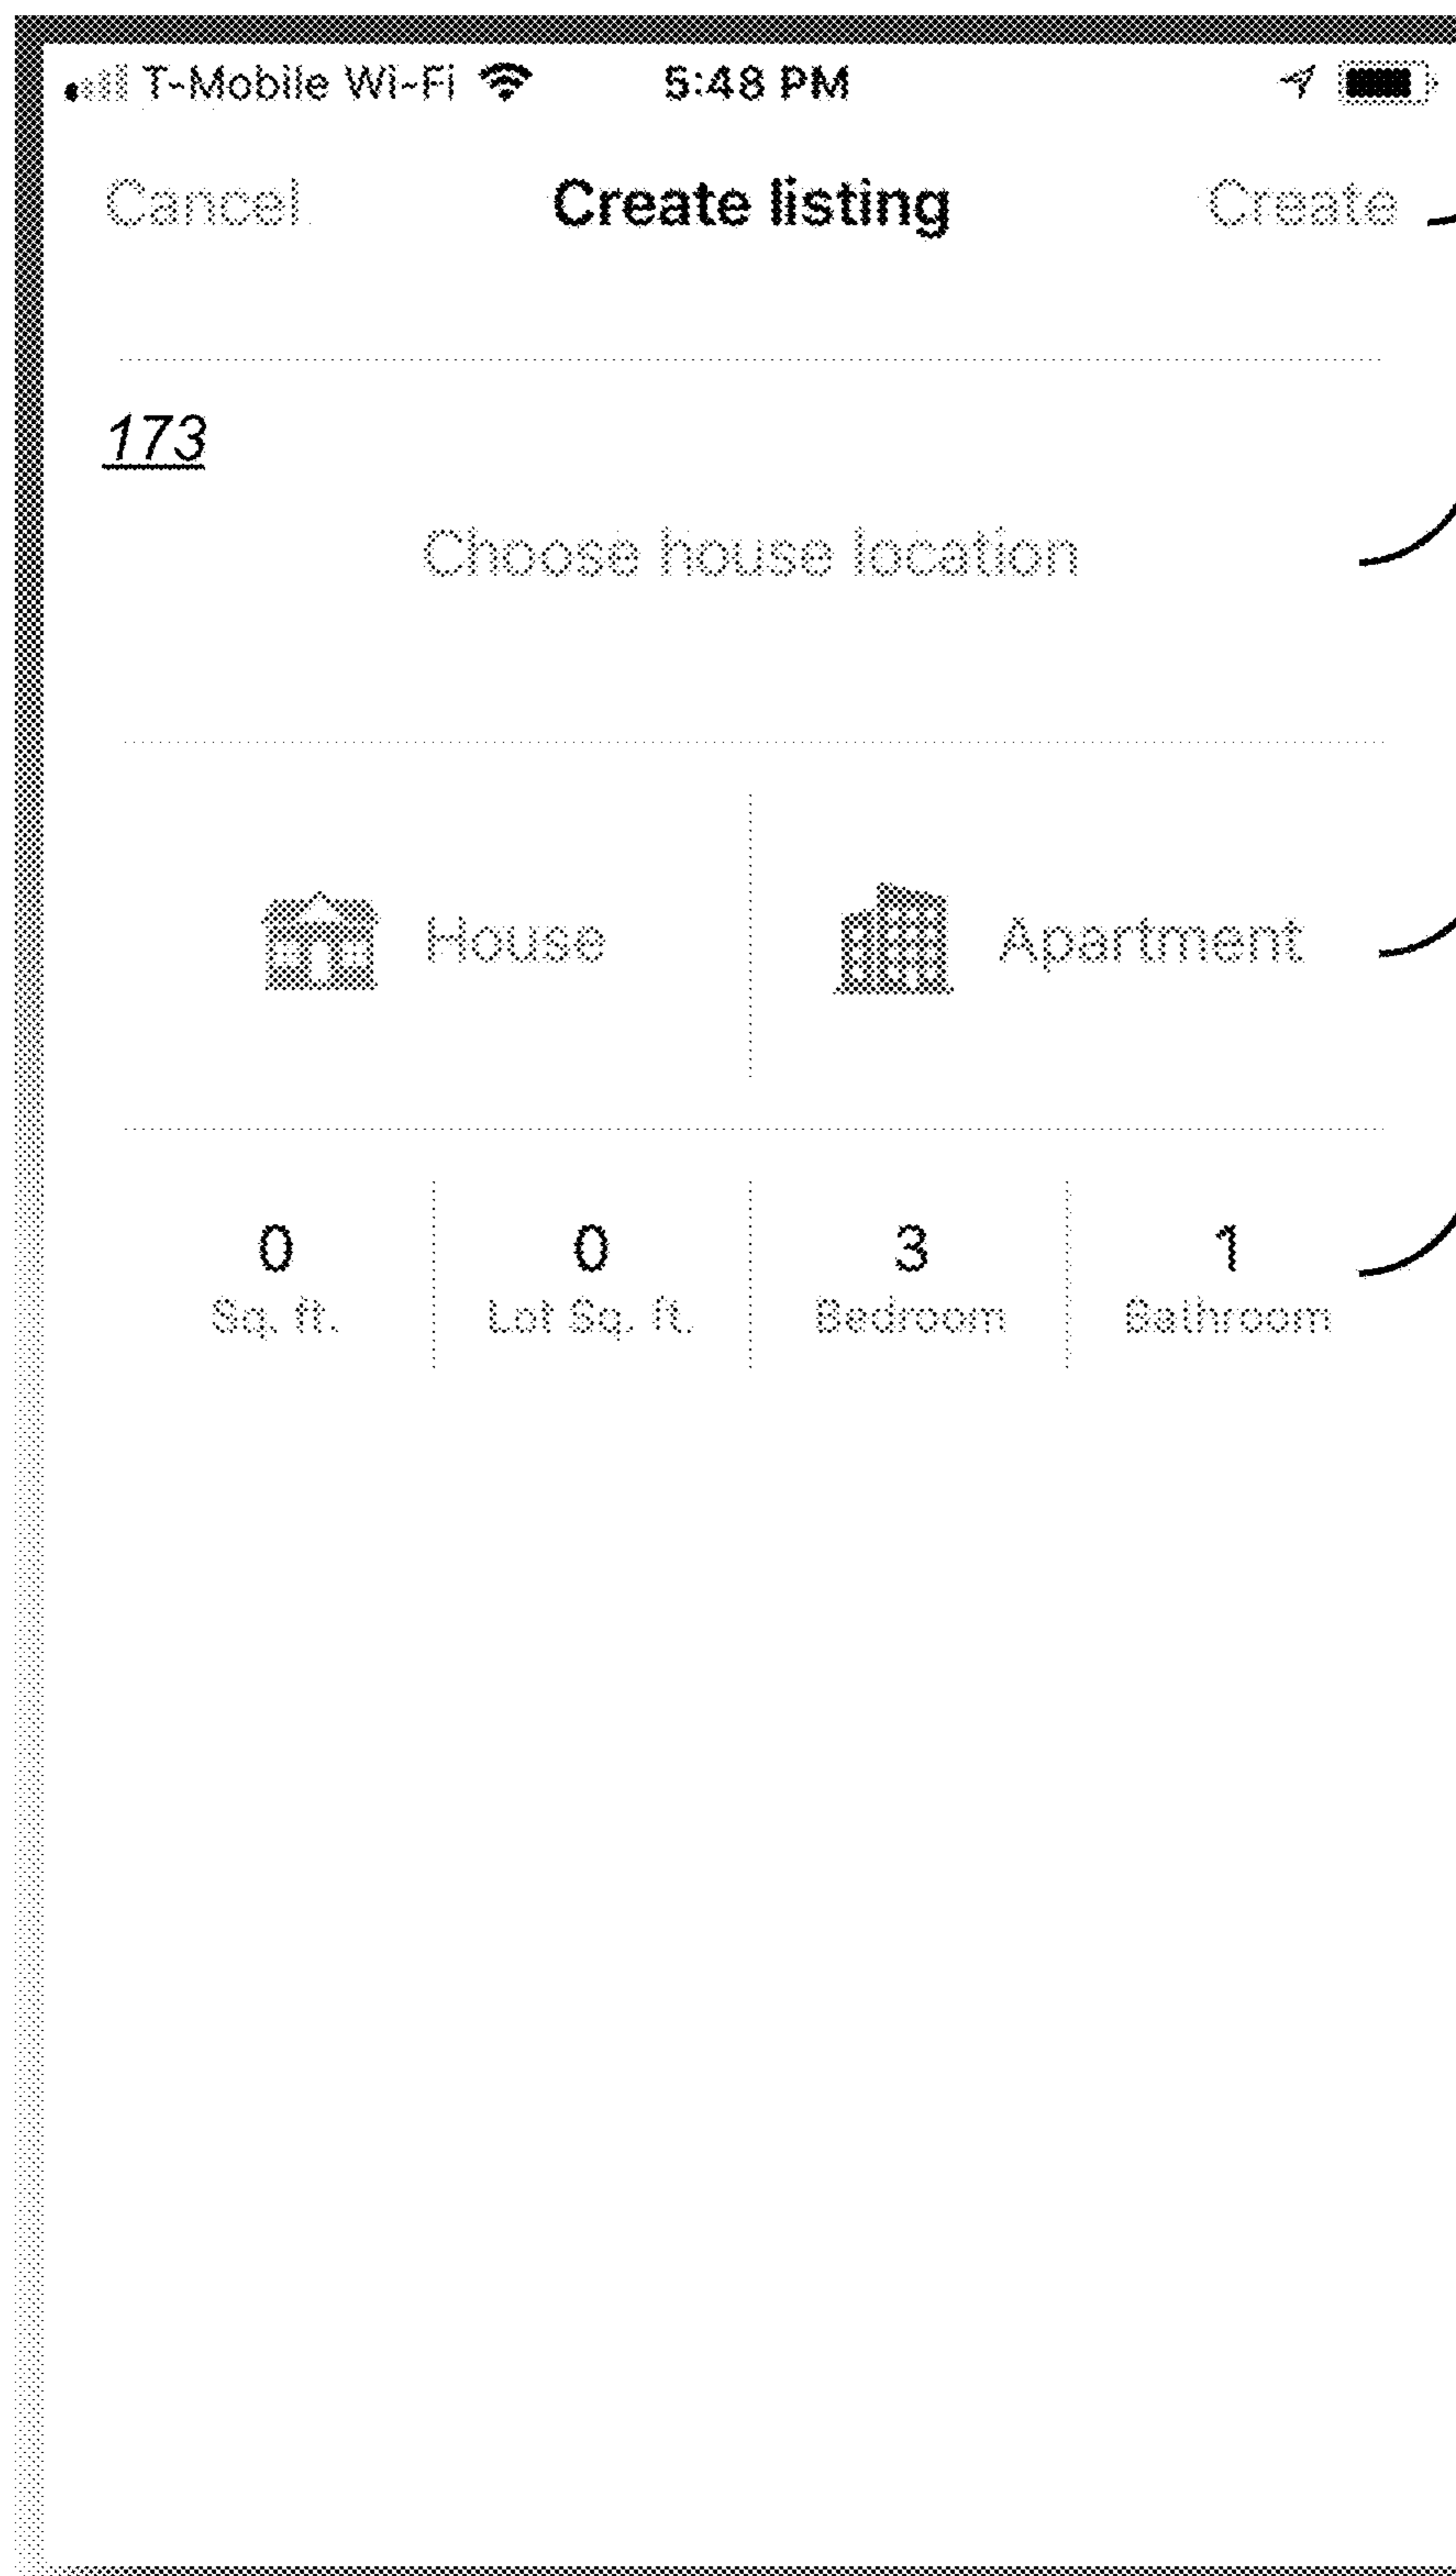 T-Mobile Wi-Fi 5:48 PM
Cancel Create listing Create
173
Choose house location
House Apartment
0 0 3 1
Sq. ft. Lot Sq. ft. Bedroom Bathroom